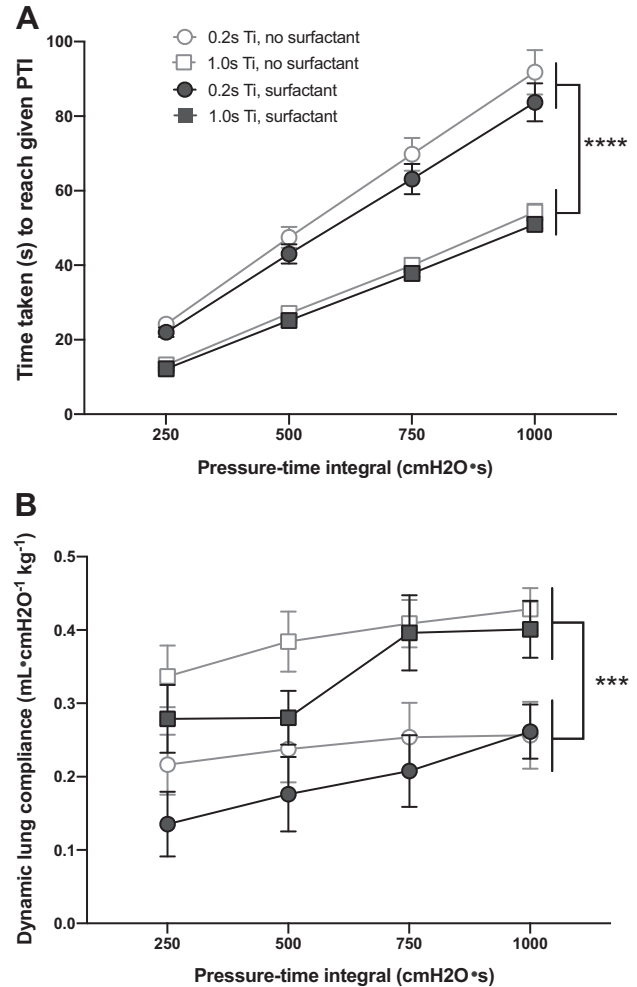 A
0.2s Ti, no surfactant
1.0s Ti, no surfactant
0.2s Ti, surfactant
1.0s Ti, surfactant
Time taken (s) to reach given PTI
100
80
60
40
20
0
250 500 750 1000
Pressure-time integral (cmH2O•s)
****
B
Dynamic lung compliance (mL•cmH2O⁻¹ kg⁻¹)
0.5
0.4
0.3
0.2
0.1
0.0
250 500 750 1000
Pressure-time integral (cmH2O•s)
***